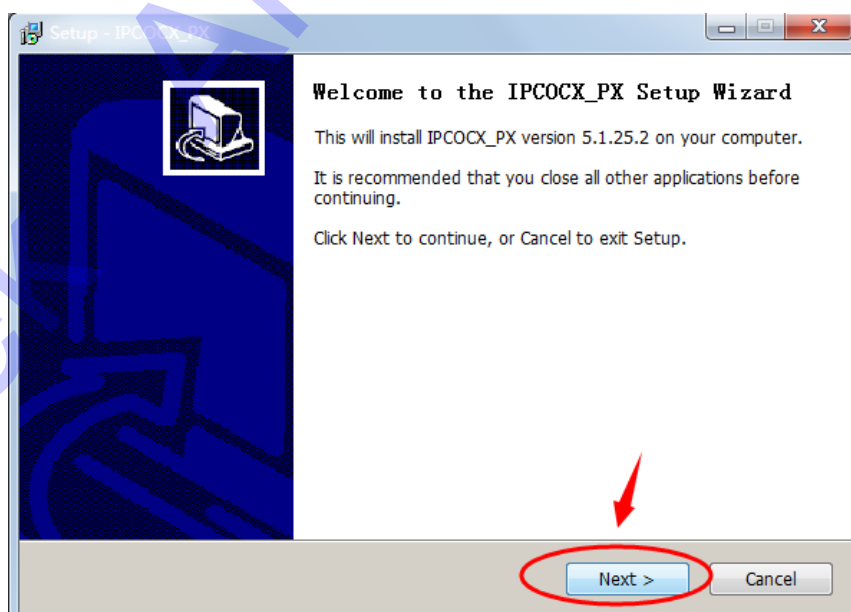 Setup - IPCOCX_PX
Welcome to the IPCOCX_PX Setup Wizard
This will install IPCOCX_PX version 5.1.25.2 on your computer.
It is recommended that you close all other applications before
continuing.
Click Next to continue, or Cancel to exit Setup.
Next >
Cancel